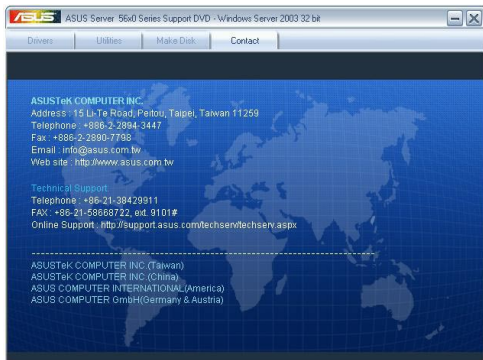 ASUS ASUS Server 56x0 Series Support DVD - Windows Server 2003 32 bit
Drivers Utilities Make Disk Contact
ASUSTeK COMPUTER INC.
Address : 15 Li-Te Road, Peitou, Taipei, Taiwan 11259
Telephone : +886-2-2894-3447
Fax : +886-2-2890-7798
Email : info@asus.com.tw
Web site : http://www.asus.com.tw
Technical Support
Telephone : +86-21-38429911
FAX : +86-21-58668722, ext. 9101#
Online Support : http://support.asus.com/techserv/techserv.aspx
ASUSTeK COMPUTER INC.(Taiwan)
ASUSTeK COMPUTER INC.(China)
ASUS COMPUTER INTERNATIONAL(America)
ASUS COMPUTER GmbH(Germany & Austria)